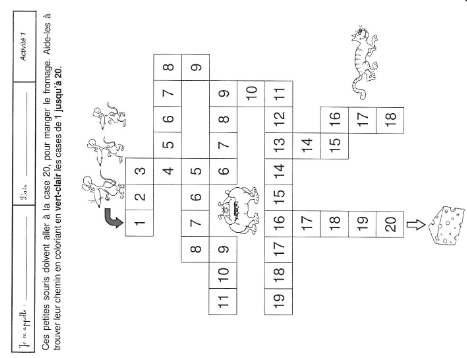 Je m'appelle : Date Activité 1
Ces petites souris doivent aller à la case 20, pour manger le fromage. Aide-les à
trouver leur chemin en coloriant en vert-clair les cases de 1 jusqu'à 20.
1 2 3
4 5 6 7 8
8 7 6 5 9
11 10 9 6 7 8 9
10
19 18 17 16 15 14 13 12 11
17 14
18 15 16
19 17
20 18